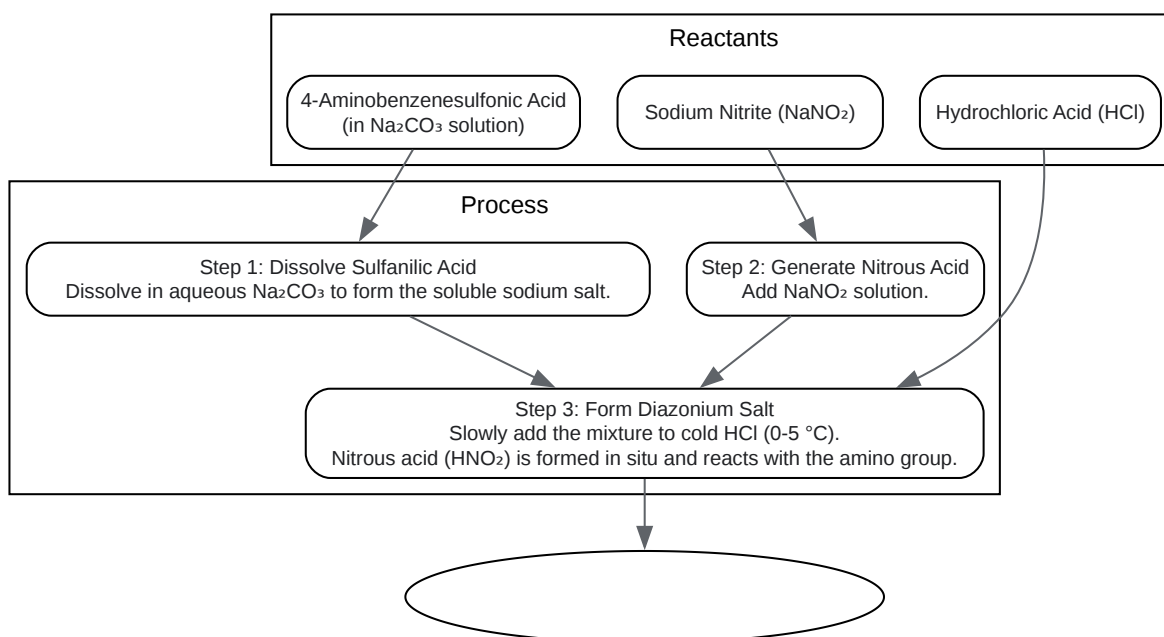 Reactants
4-Aminobenzenesulfonic Acid
(in Na₂CO₃ solution)
Sodium Nitrite (NaNO₂)
Hydrochloric Acid (HCl)
Process
Step 1: Dissolve Sulfanilic Acid
Dissolve in aqueous Na₂CO₃ to form the soluble sodium salt.
Step 2: Generate Nitrous Acid
Add NaNO₂ solution.
Step 3: Form Diazonium Salt
Slowly add the mixture to cold HCl (0-5 °C).
Nitrous acid (HNO₂) is formed in situ and reacts with the amino group.